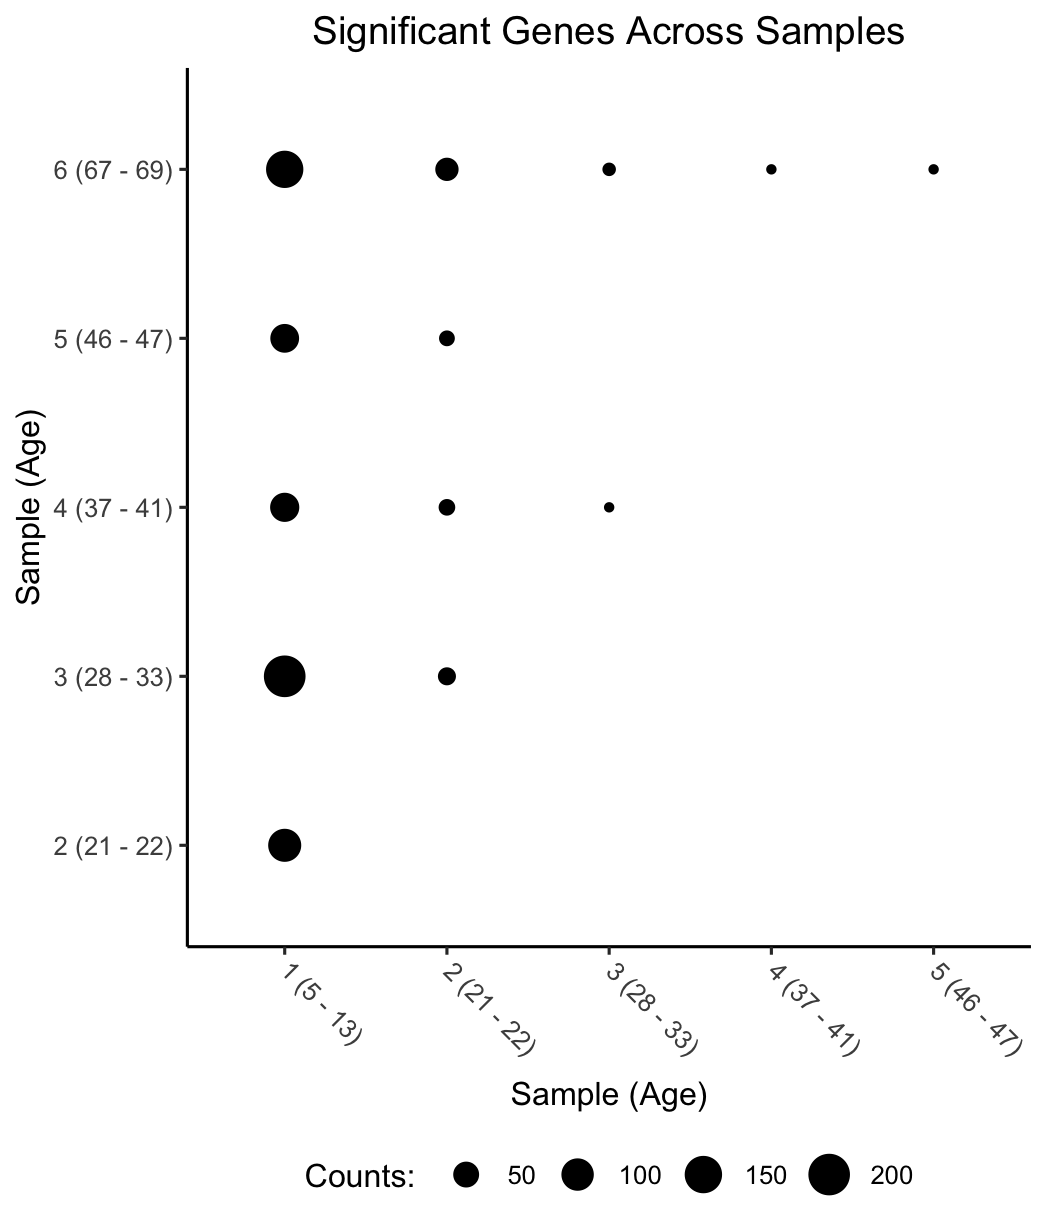 Significant Genes Across Samples
Sample (Age)
6 (67 - 69)
5 (46 - 47)
4 (37 - 41)
3 (28 - 33)
2 (21 - 22)
1 (5 - 13)
2 (21 - 22)
3 (28 - 33)
4 (37 - 41)
5 (46 - 47)
Sample (Age)
Counts: 50 100 150 200